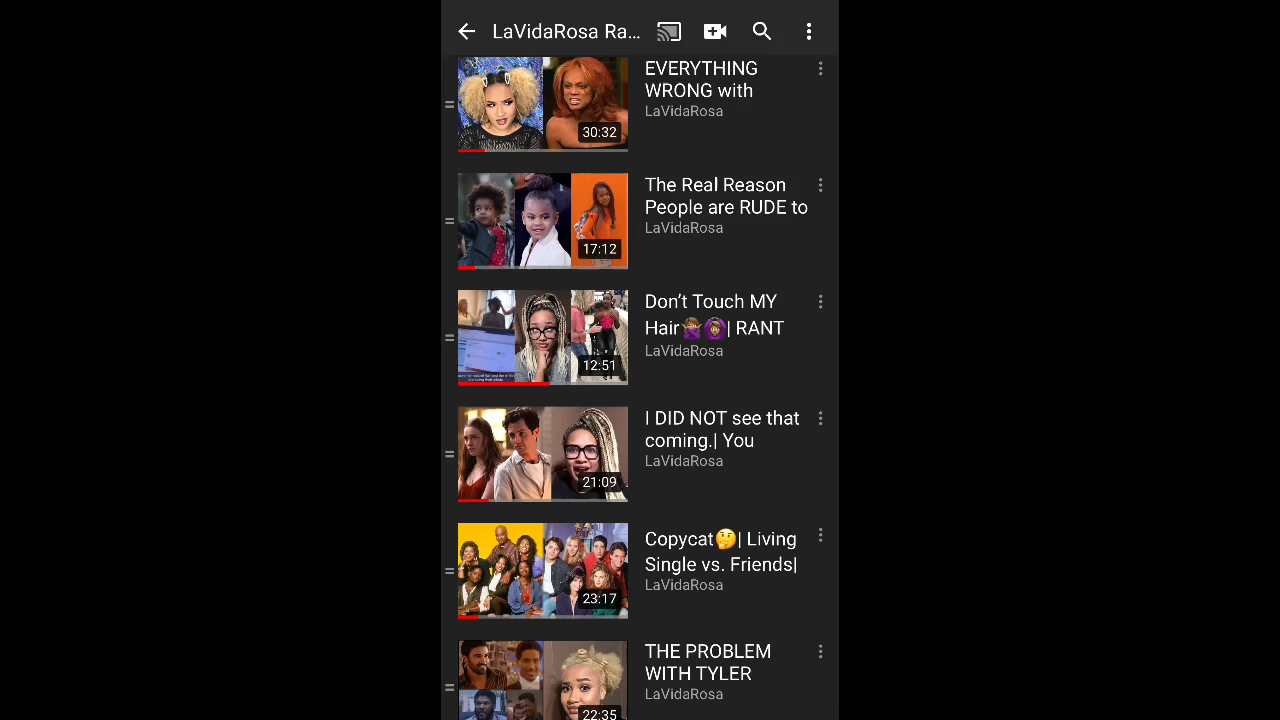 LaVidaRosa Ra...
EVERYTHING
WRONG with
LaVidaRosa
30:32
The Real Reason
People are RUDE to
LaVidaRosa
17:12
Don’t Touch MY
Hair🤷🏾‍♀️🙆🏾‍♀️| RANT
LaVidaRosa
12:51
I DID NOT see that
coming.| You
LaVidaRosa
21:09
Copycat🤔| Living
Single vs. Friends|
LaVidaRosa
23:17
THE PROBLEM
WITH TYLER
LaVidaRosa
22:35